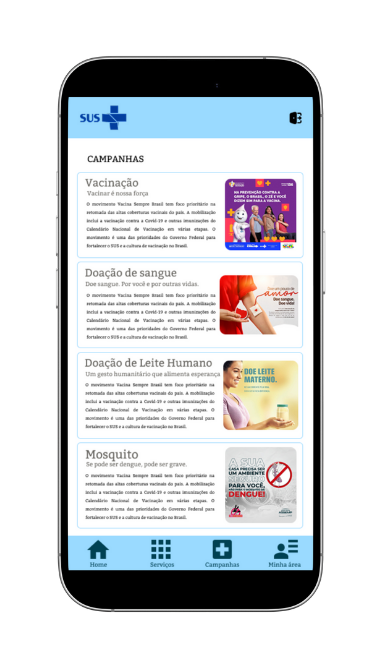 SUS
CAMPANHAS
Vacinação
Vacinar é nossa força
O movimento Vacina Sempre Brasil tem foco prioritário na
retomada das altas coberturas vacinais do país. A mobilização
inclui a vacinação contra a Covid-19 e outras imunizações do
Calendário Nacional de Vacinação em várias etapas. O
movimento é uma das prioridades do Governo Federal para
fortalecer o SUS e a cultura de vacinação no Brasil.
NA PREVENÇÃO CONTRA A
GRIPE, O BRASIL, O ZÉ E VOCÊ
DIZEM SIM PARA A VACINA.
Doação de sangue
Doe sangue. Por você e por outras vidas.
O movimento Vacina Sempre Brasil tem foco prioritário na
retomada das altas coberturas vacinais do país. A mobilização
inclui a vacinação contra a Covid-19 e outras imunizações do
Calendário Nacional de Vacinação em várias etapas. O
movimento é uma das prioridades do Governo Federal para
fortalecer o SUS e a cultura de vacinação no Brasil.
amor
Doe sangue.
Doe vida!
Doação de Leite Humano
Um gesto humanitário que alimenta esperança
O movimento Vacina Sempre Brasil tem foco prioritário na
retomada das altas coberturas vacinais do país. A mobilização
inclui a vacinação contra a Covid-19 e outras imunizações do
Calendário Nacional de Vacinação em várias etapas. O
movimento é uma das prioridades do Governo Federal para
fortalecer o SUS e a cultura de vacinação no Brasil.
DOE LEITE
MATERNO.
Mosquito
Se pode ser dengue, pode ser grave.
O movimento Vacina Sempre Brasil tem foco prioritário na
retomada das altas coberturas vacinais do país. A mobilização
inclui a vacinação contra a Covid-19 e outras imunizações do
Calendário Nacional de Vacinação em várias etapas. O
movimento é uma das prioridades do Governo Federal para
fortalecer o SUS e a cultura de vacinação no Brasil.
A SUA
CASA PRECISA SER
UM AMBIENTE
SEGURO
PARA VOCÊ,
DENGUE!
Home
Serviços
Campanhas
Minha área